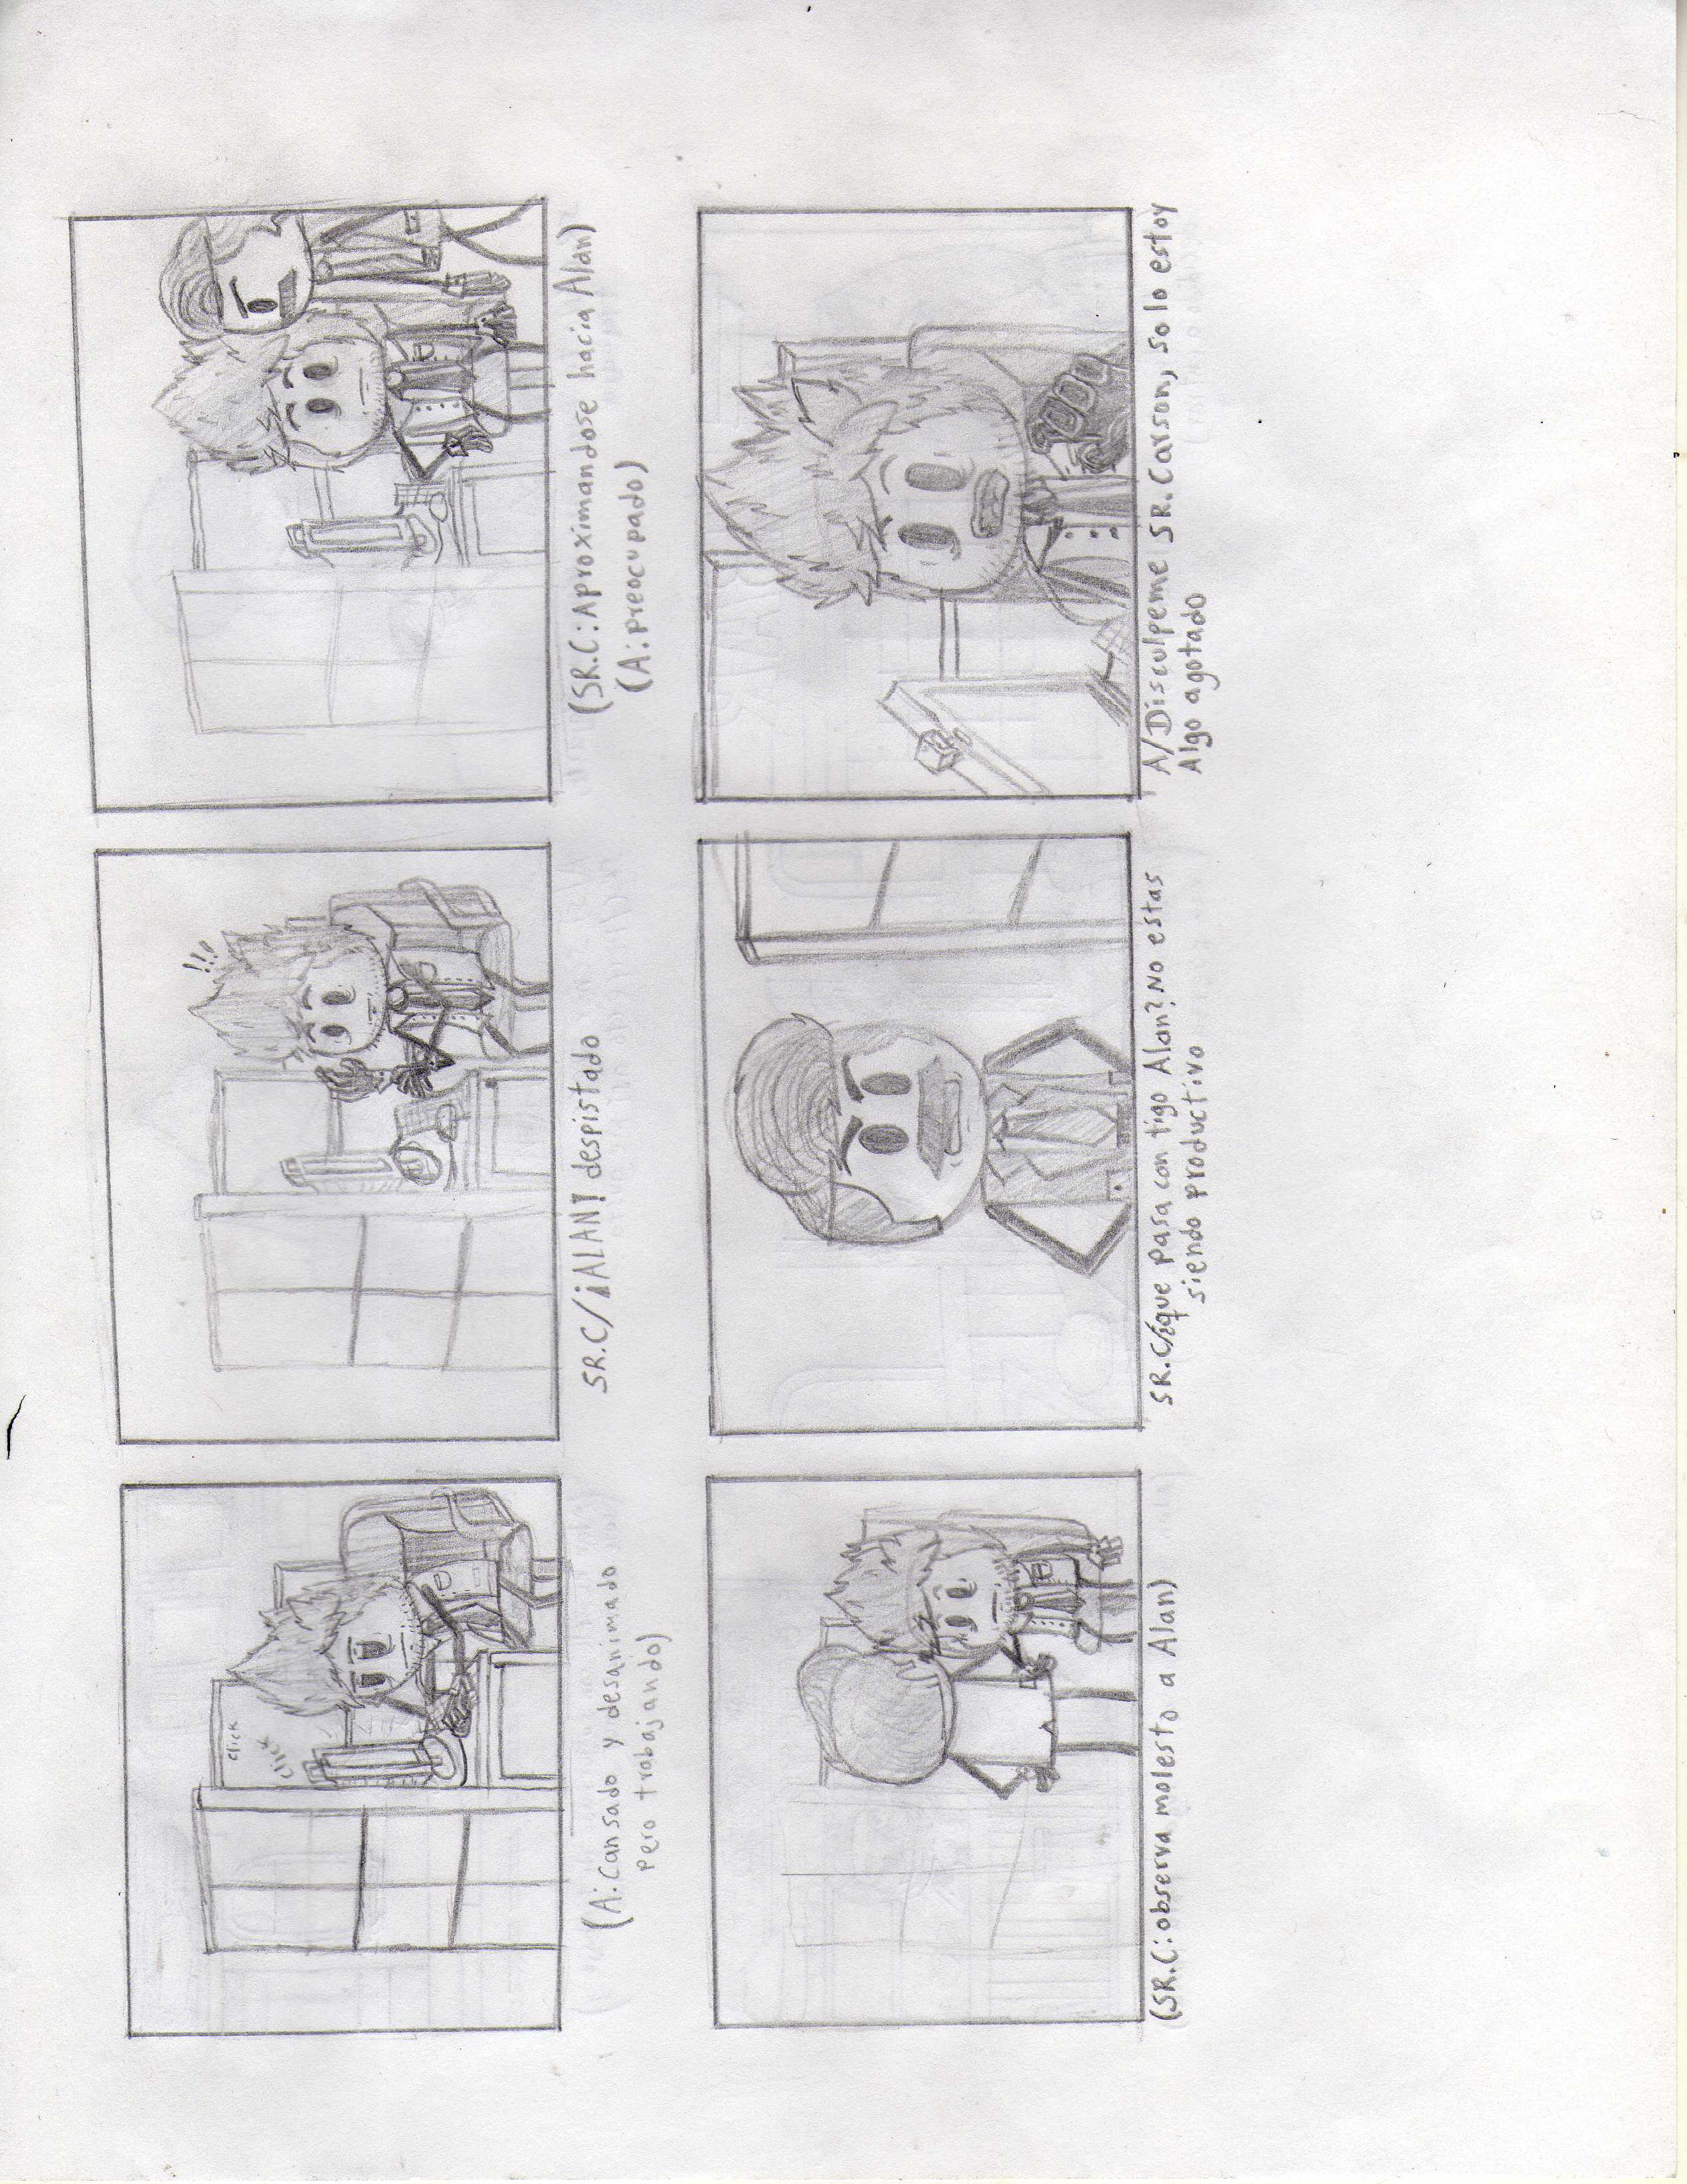 click
click
(A:Cansado y desanimado
pero trabajando)
!!!
SR.C/¡ALAN! despistado
(SR.C:Aproximandose hacia Alan)
(A:preocupado)
(SR.C:observa molesto a Alan)
SR.C/¿que pasa con tigo Alan? No estas
siendo productivo
A/Disculpeme SR.Carson, solo estoy
Algo agotado